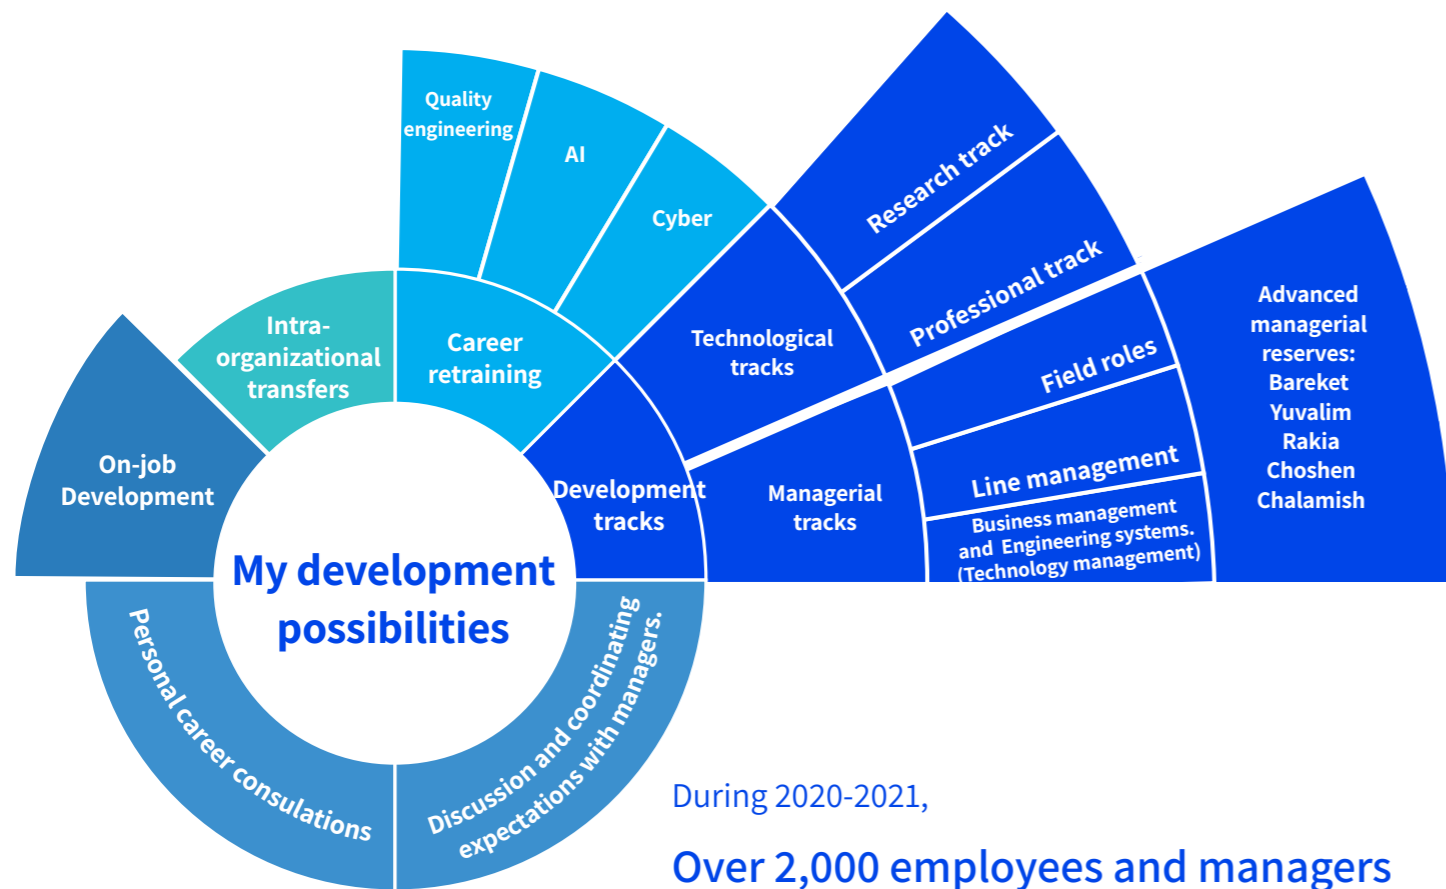 Quality
engineering
AI
Cyber
Research track
Professional track
Intra-
organizational
transfers
Career
retraining
Technological
tracks
Field roles
Advanced
managerial
reserves:
Bareket
Yuvalim
Rakia
Choshen
Chalamish
On-job
Development
Development
tracks
Managerial
tracks
Line management
Business management
and Engineering systems.
(Technology management)
My development
possibilities
Personal career consulations
Discussion and coordinating
expectations with managers.
During 2020-2021,
Over 2,000 employees and managers